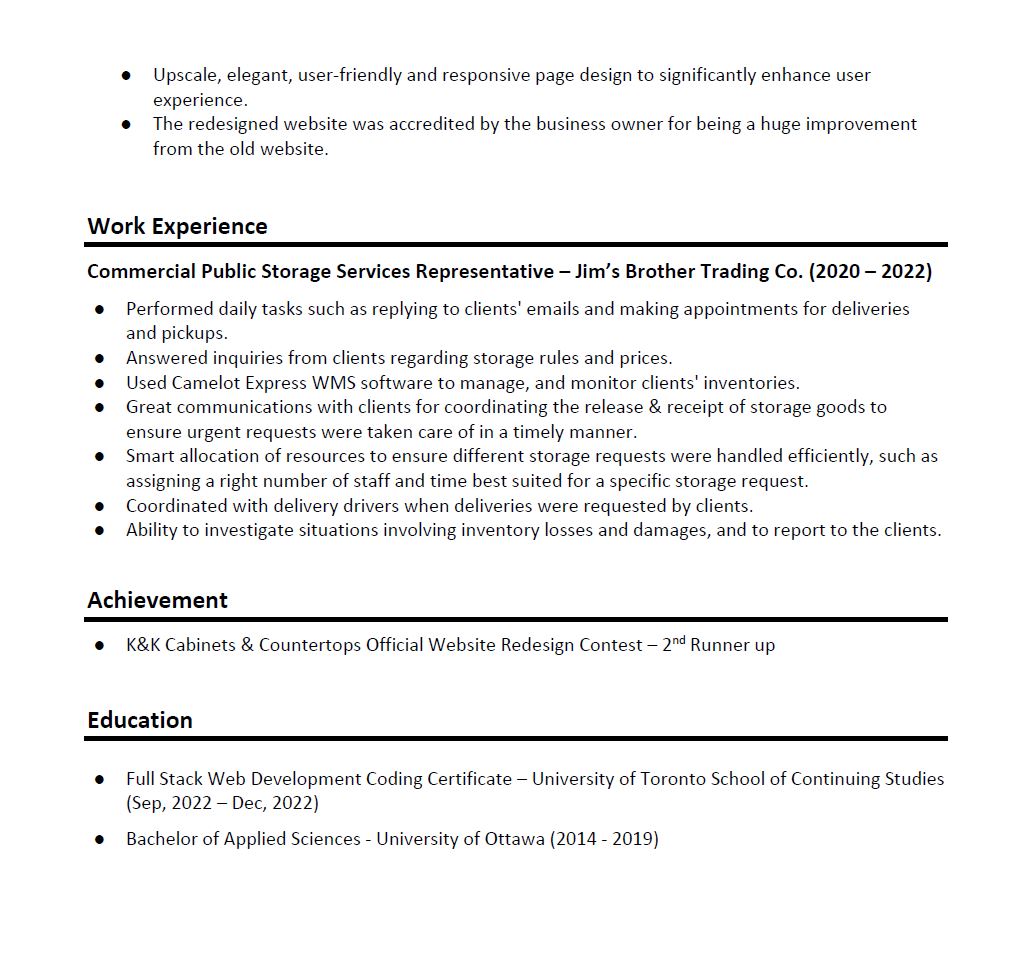 ● Upscale, elegant, user-friendly and responsive page design to significantly enhance user
experience.
● The redesigned website was accredited by the business owner for being a huge improvement
from the old website.
Work Experience
Commercial Public Storage Services Representative – Jim’s Brother Trading Co. (2020 – 2022)
● Performed daily tasks such as replying to clients' emails and making appointments for deliveries
and pickups.
● Answered inquiries from clients regarding storage rules and prices.
● Used Camelot Express WMS software to manage, and monitor clients' inventories.
● Great communications with clients for coordinating the release & receipt of storage goods to
ensure urgent requests were taken care of in a timely manner.
● Smart allocation of resources to ensure different storage requests were handled efficiently, such as
assigning a right number of staff and time best suited for a specific storage request.
● Coordinated with delivery drivers when deliveries were requested by clients.
● Ability to investigate situations involving inventory losses and damages, and to report to the clients.
Achievement
● K&K Cabinets & Countertops Official Website Redesign Contest – 2nd Runner up
Education
● Full Stack Web Development Coding Certificate – University of Toronto School of Continuing Studies
(Sep, 2022 – Dec, 2022)
● Bachelor of Applied Sciences - University of Ottawa (2014 - 2019)